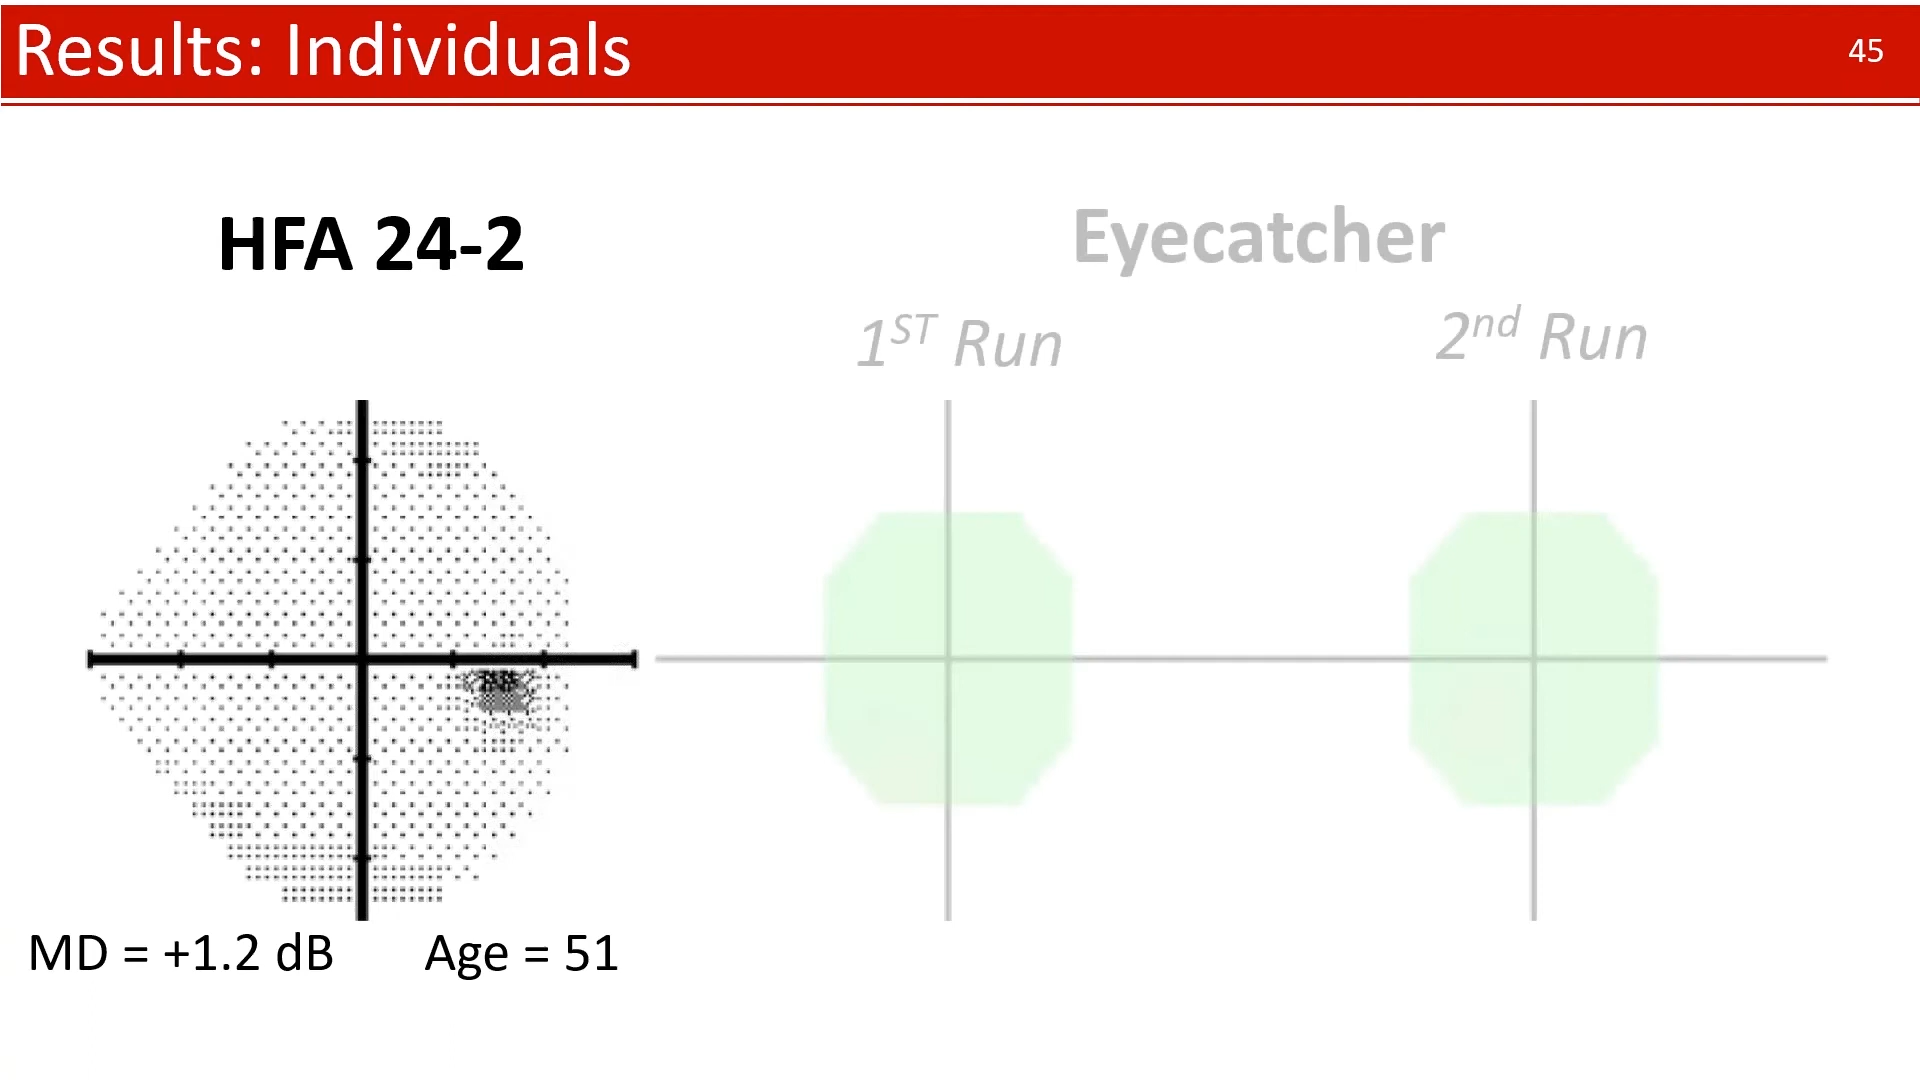 Results: Individuals
45
HFA 24-2
Eyecatcher
1ST Run
2nd Run
MD = +1.2 dB
Age = 51